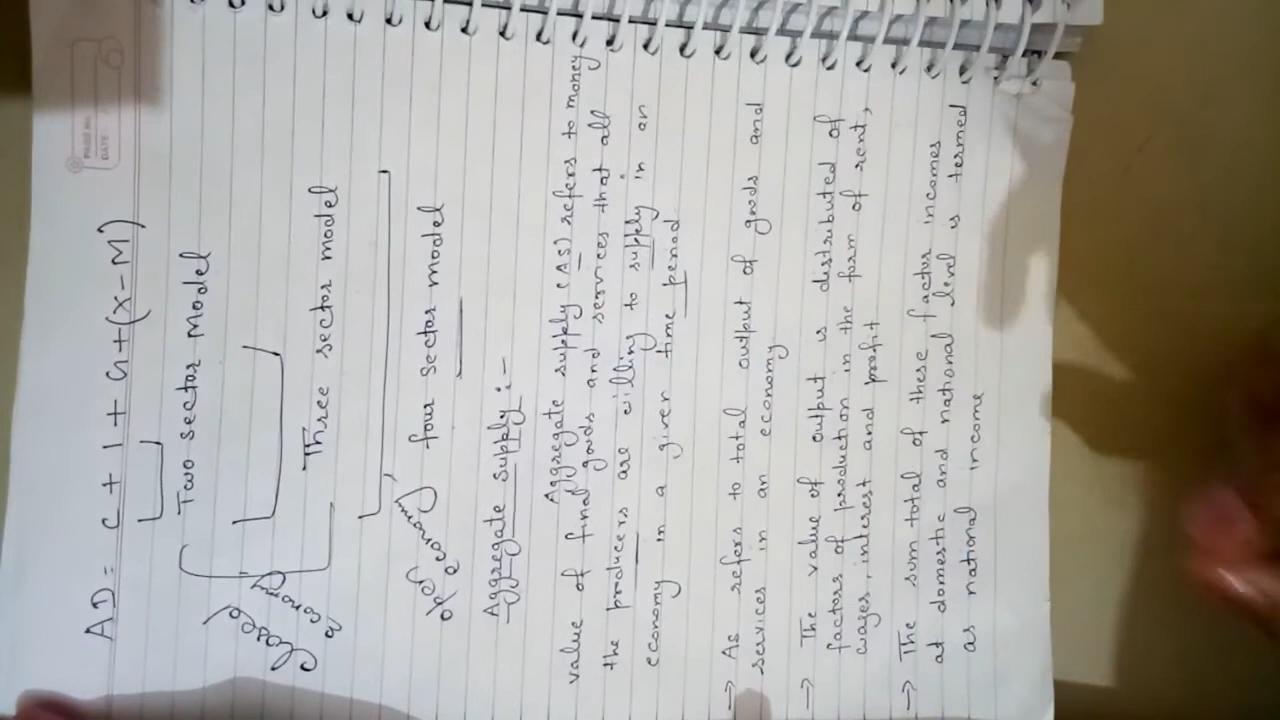 PAGE NO.
DATE
AD = C + I + G + (X - M)
Two sector Model
Three sector model
Closed economy
four sector model
open economy
Aggregate Supply :-
Aggregate supply (AS) refers to money
value of final goods and services that all
the producers are willing to supply in an
economy in a given time period
→ As refers to total output of goods and
services in an economy
→ The value of output is distributed of
factors of production in the form of rent,
wages, interest and profit
→ The sum total of these factor incomes
at domestic and national level is termed
as national income